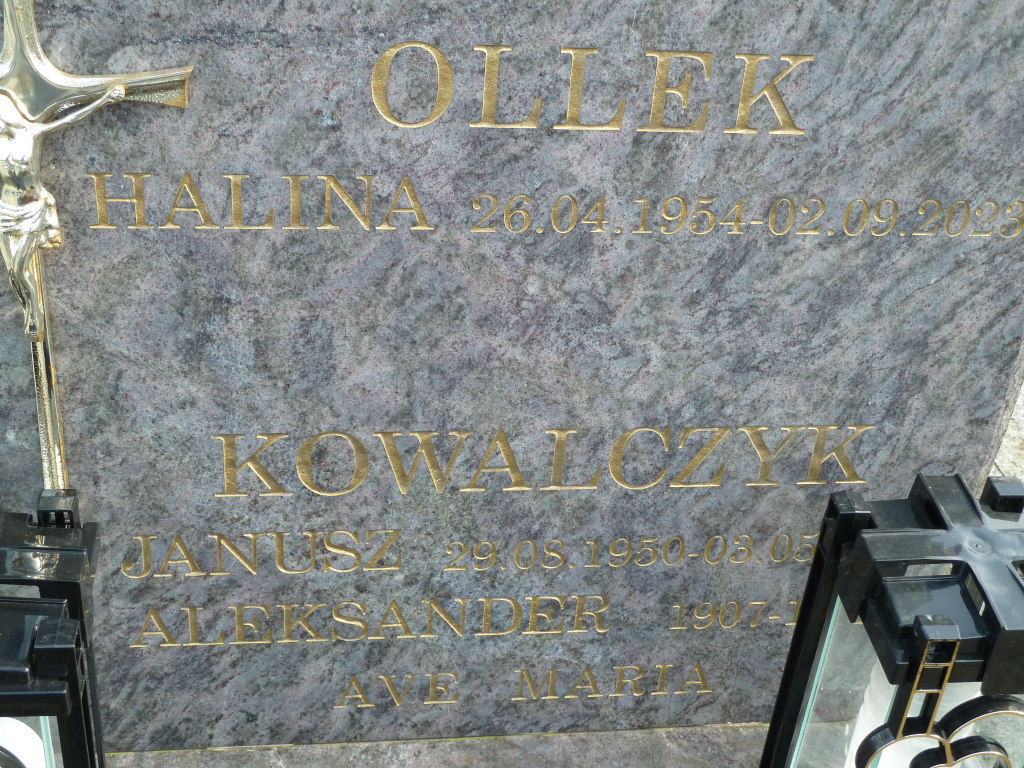 OLLEK
HALINA 26.04.1954-02.09.2023
KOWALCZYK
JANUSZ 29.08.1950-03.05
ALEKSANDER 1907-1
AVE MARIA